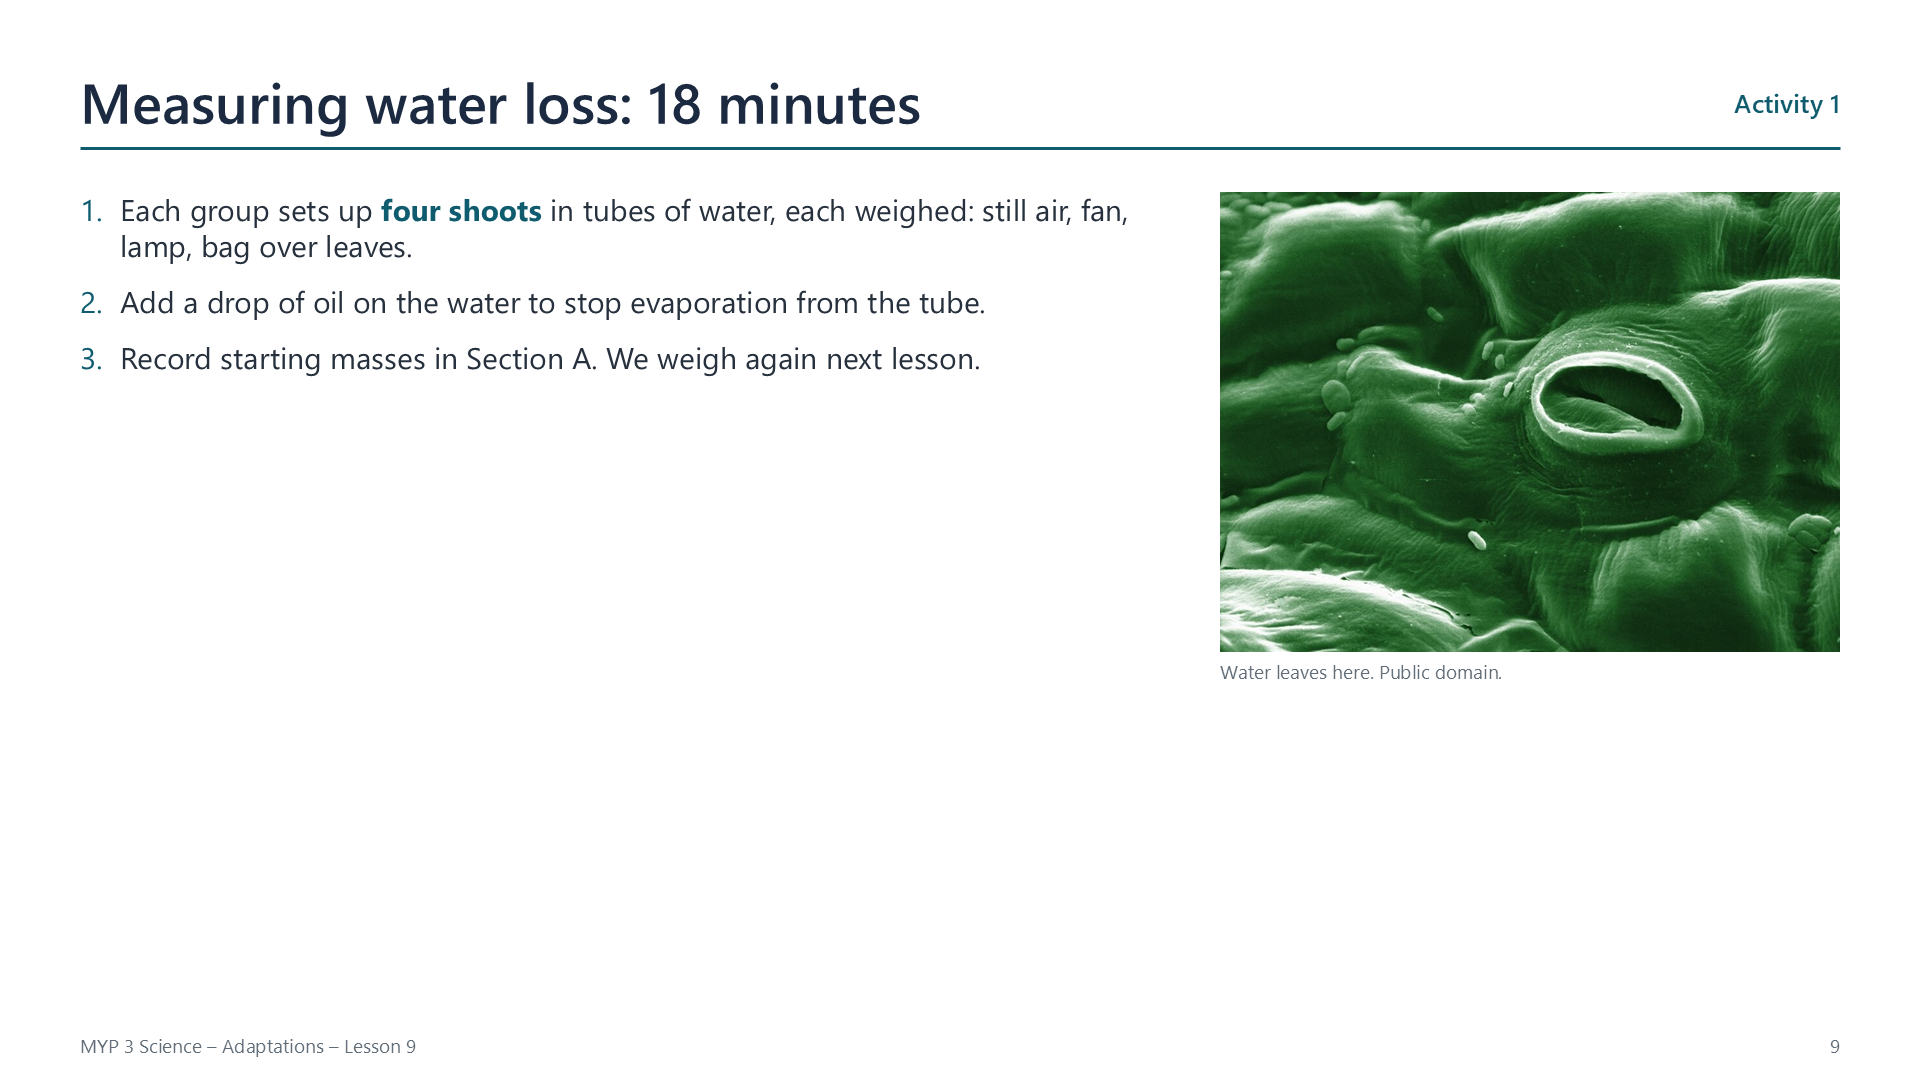 Measuring water loss: 18 minutes
Activity 1
1. Each group sets up four shoots in tubes of water, each weighed: still air, fan,
lamp, bag over leaves.
2. Add a drop of oil on the water to stop evaporation from the tube.
3. Record starting masses in Section A. We weigh again next lesson.
Water leaves here. Public domain.
MYP 3 Science – Adaptations – Lesson 9
9